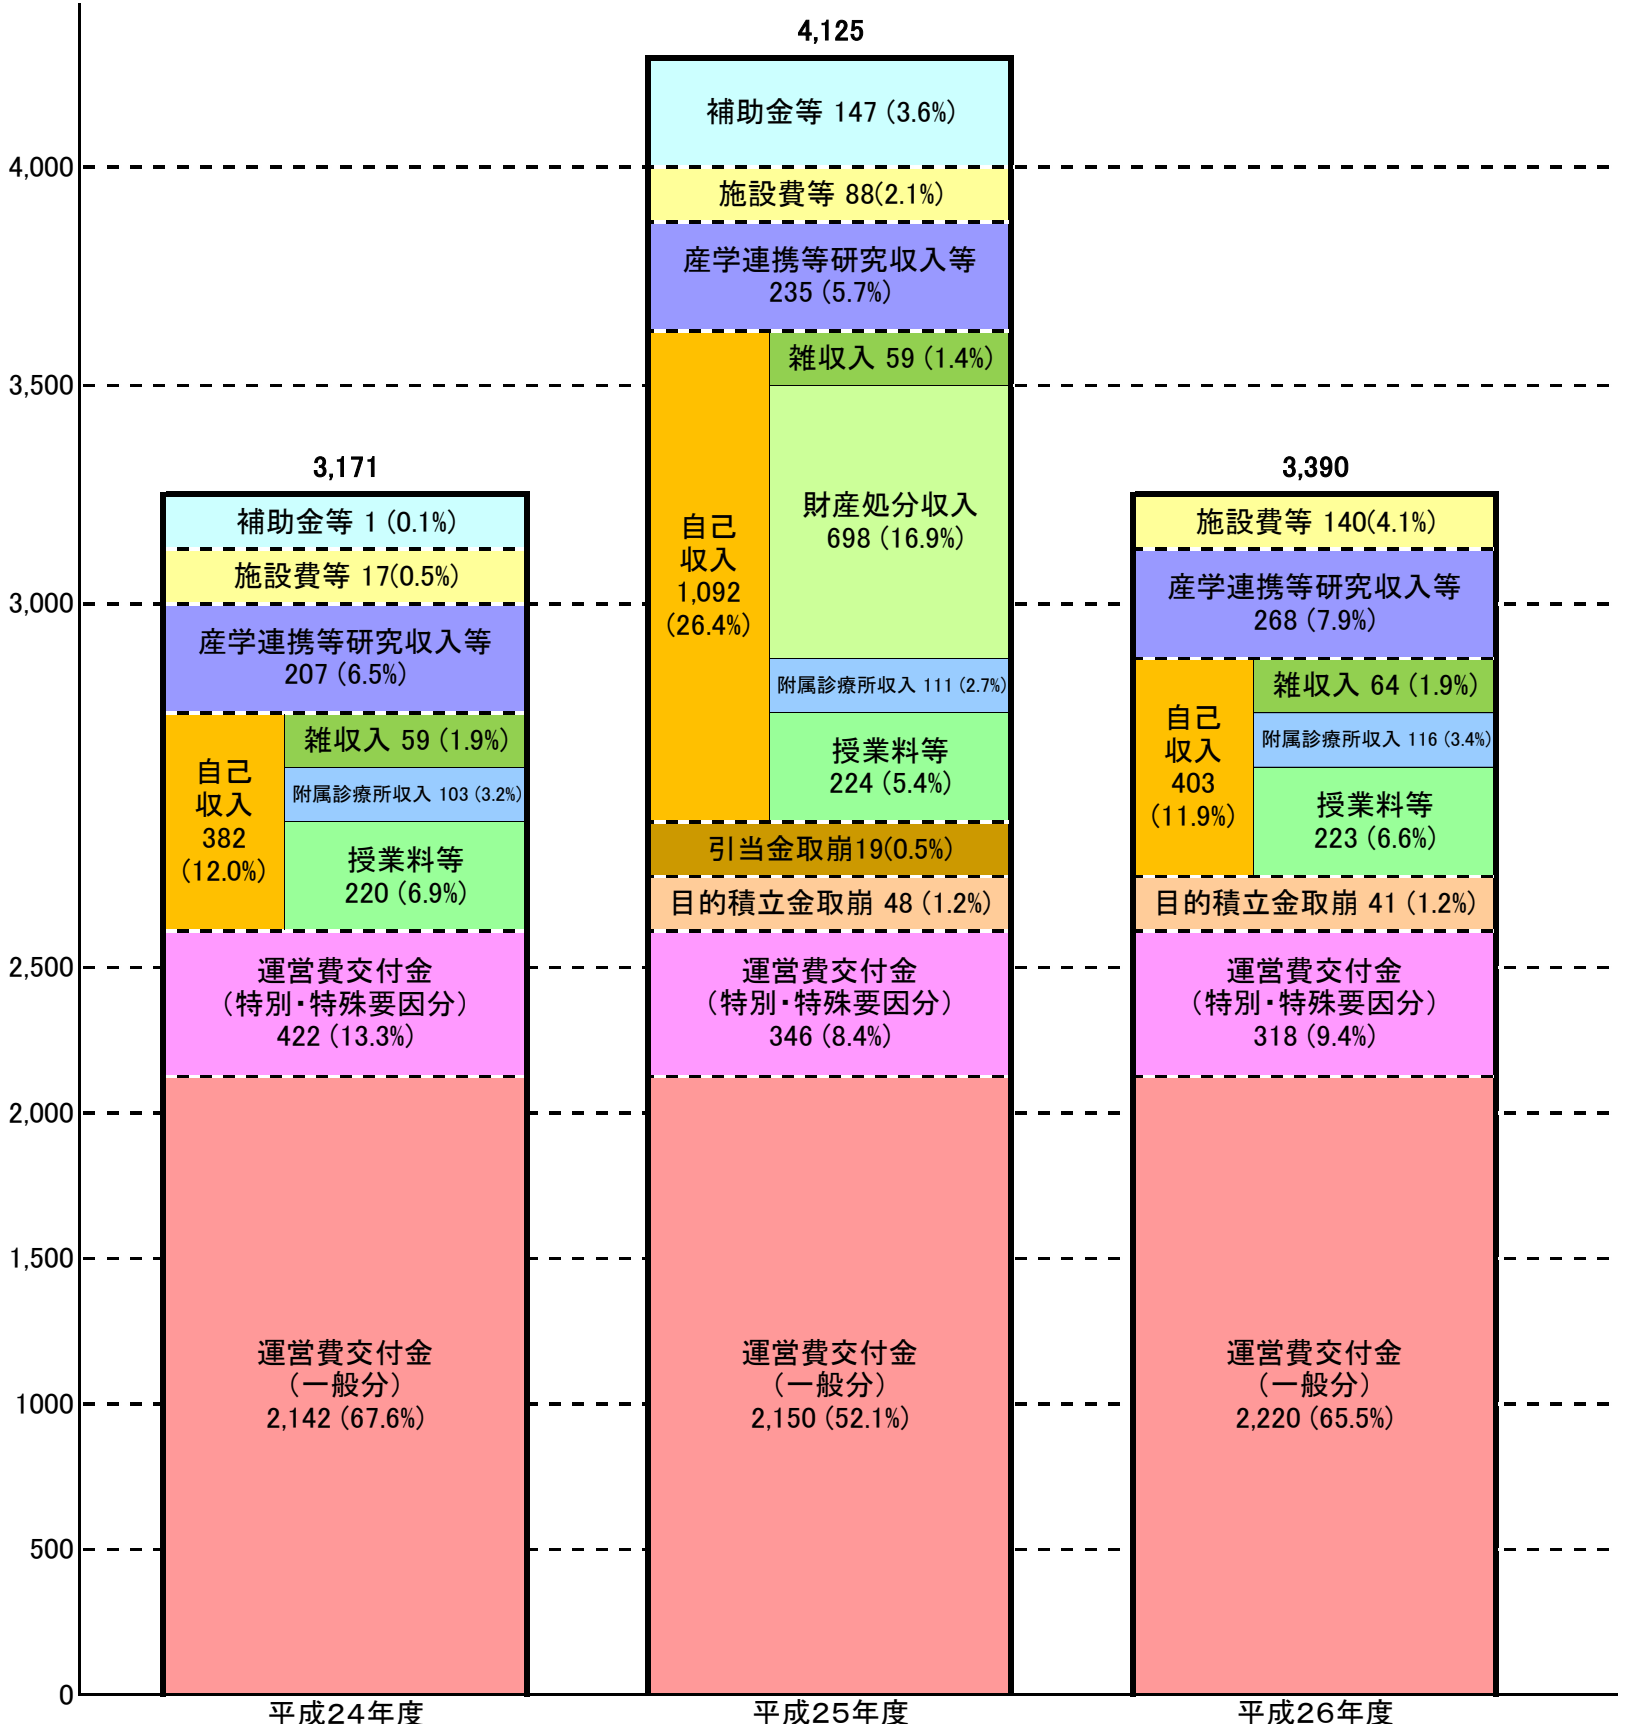 4,125
補助金等 147 (3.6%)
4,000
施設費等 88(2.1%)
産学連携等研究収入等
235 (5.7%)
雑収入 59 (1.4%)
3,500
財産処分収入
698 (16.9%)
自己
収入
1,092
(26.4%)
附属診療所収入 111 (2.7%)
授業料等
224 (5.4%)
引当金取崩19(0.5%)
目的積立金取崩 48 (1.2%)
運営費交付金
(特別・特殊要因分)
346 (8.4%)
運営費交付金
(一般分)
2,150 (52.1%)
平成25年度
3,171
補助金等 1 (0.1%)
施設費等 17(0.5%)
3,000
産学連携等研究収入等
207 (6.5%)
雑収入 59 (1.9%)
自己
収入
382
(12.0%)
附属診療所収入 103 (3.2%)
授業料等
220 (6.9%)
2,500
運営費交付金
(特別・特殊要因分)
422 (13.3%)
2,000
1,500
運営費交付金
(一般分)
2,142 (67.6%)
1000
500
0
平成24年度
3,390
施設費等 140(4.1%)
産学連携等研究収入等
268 (7.9%)
雑収入 64 (1.9%)
自己
収入
403
(11.9%)
附属診療所収入 116 (3.4%)
授業料等
223 (6.6%)
目的積立金取崩 41 (1.2%)
運営費交付金
(特別・特殊要因分)
318 (9.4%)
運営費交付金
(一般分)
2,220 (65.5%)
平成26年度